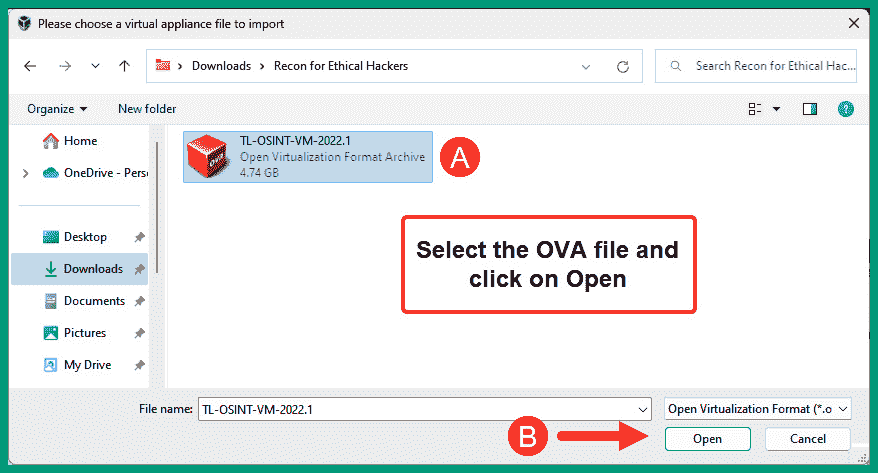 Please choose a virtual appliance file to import
Downloads > Recon for Ethical Hackers
Search Recon for Ethical Hac...
Organize
New folder
?
Home
OneDrive - Pers
Desktop
Downloads
Documents
Pictures
My Drive
OVA
TL-OSINT-VM-2022.1
Open Virtualization Format Archive
4.74 GB
A
Select the OVA file and
click on Open
File name:
TL-OSINT-VM-2022.1
Open Virtualization Format (*.o
B
Open
Cancel